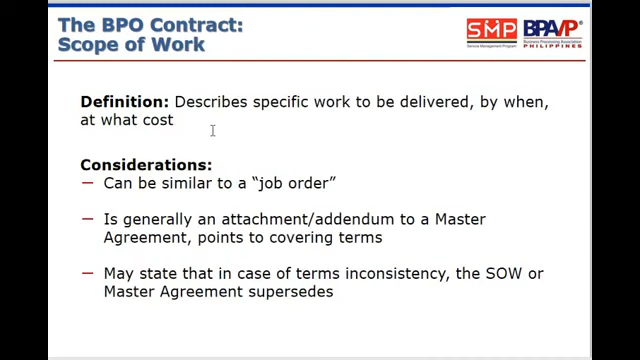 The BPO Contract:
Scope of Work
SMP
Service Management Program
BPA/P
Business Processing Association
PHILIPPINES
Definition: Describes specific work to be delivered, by when,
at what cost
Considerations:
— Can be similar to a “job order”
— Is generally an attachment/addendum to a Master
Agreement, points to covering terms
— May state that in case of terms inconsistency, the SOW or
Master Agreement supersedes